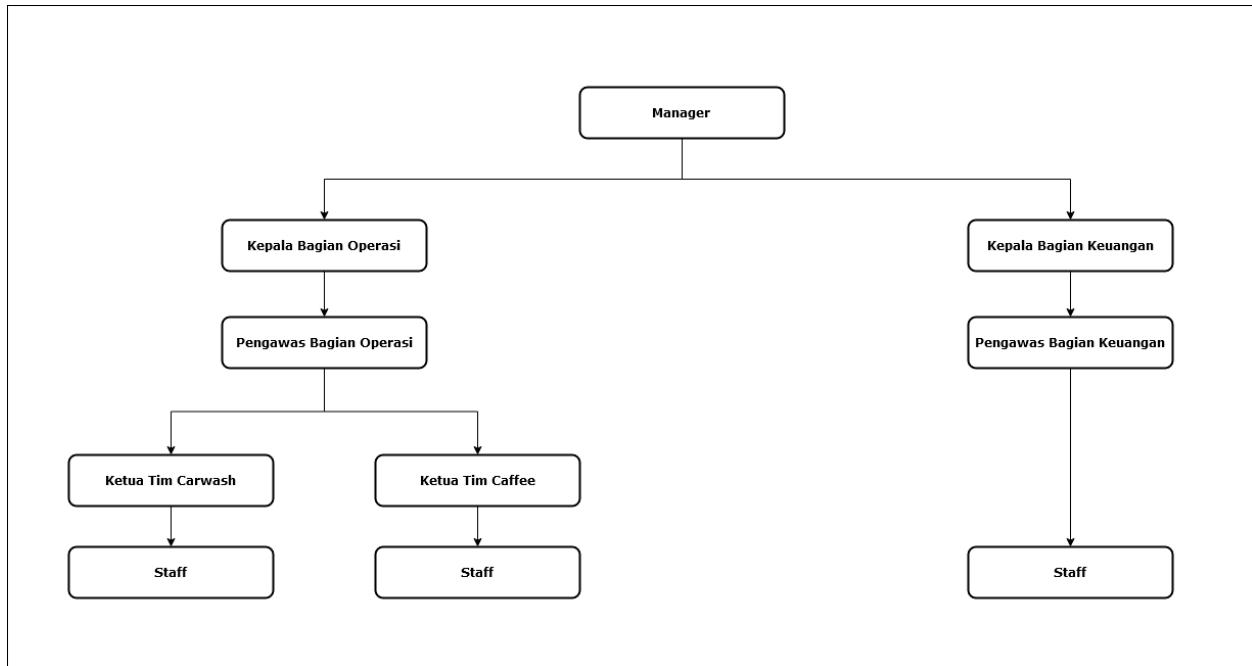 Manager
Kepala Bagian Operasi
Kepala Bagian Keuangan
Pengawas Bagian Operasi
Pengawas Bagian Keuangan
Ketua Tim Carwash
Ketua Tim Caffee
Staff
Staff
Staff